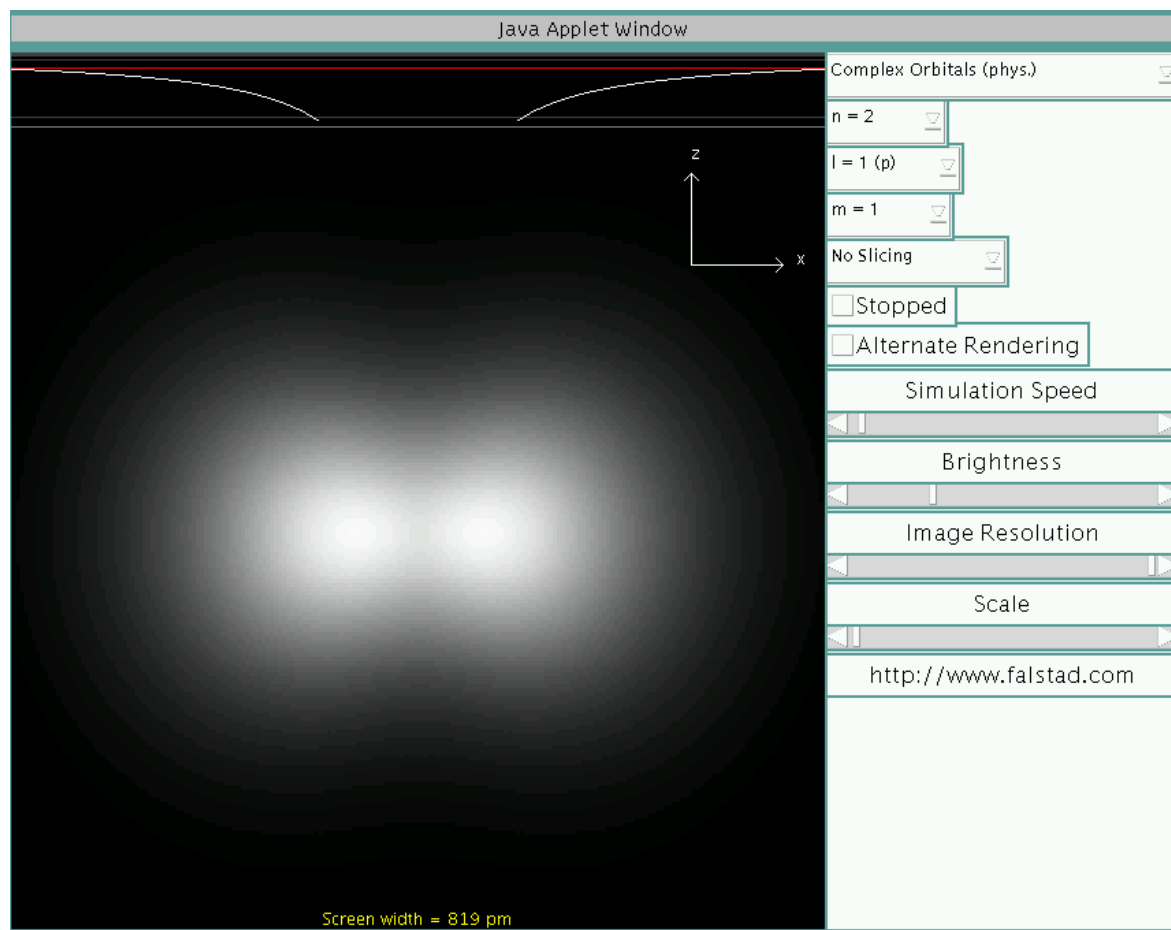 Java Applet Window
Complex Orbitals (phys.)
n = 2
l = 1 (p)
m = 1
No Slicing
Stopped
Alternate Rendering
Simulation Speed
Brightness
Image Resolution
Scale
http://www.falstad.com
z
x
Screen width = 819 pm